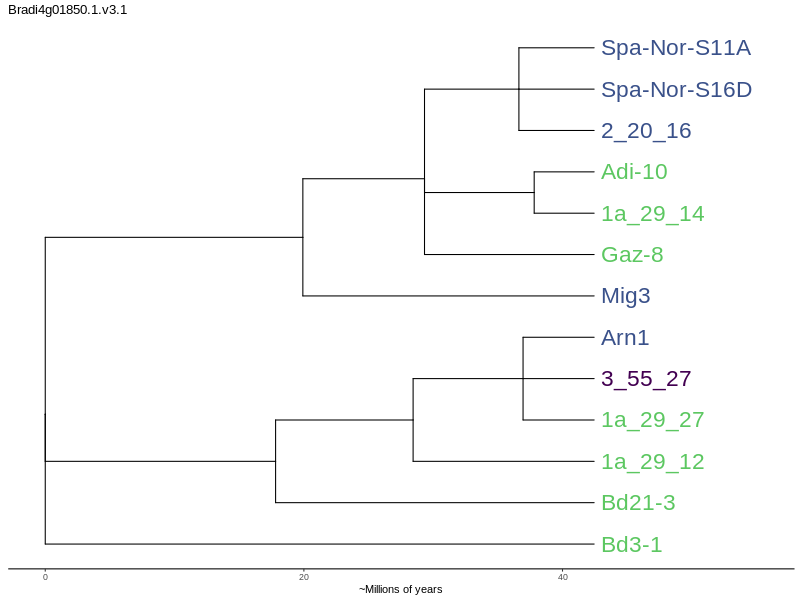 Bradi4g01850.1.v3.1
Spa-Nor-S11A
Spa-Nor-S16D
2_20_16
Adi-10
1a_29_14
Gaz-8
Mig3
Arn1
3_55_27
1a_29_27
1a_29_12
Bd21-3
Bd3-1
0 20 40
~Millions of years